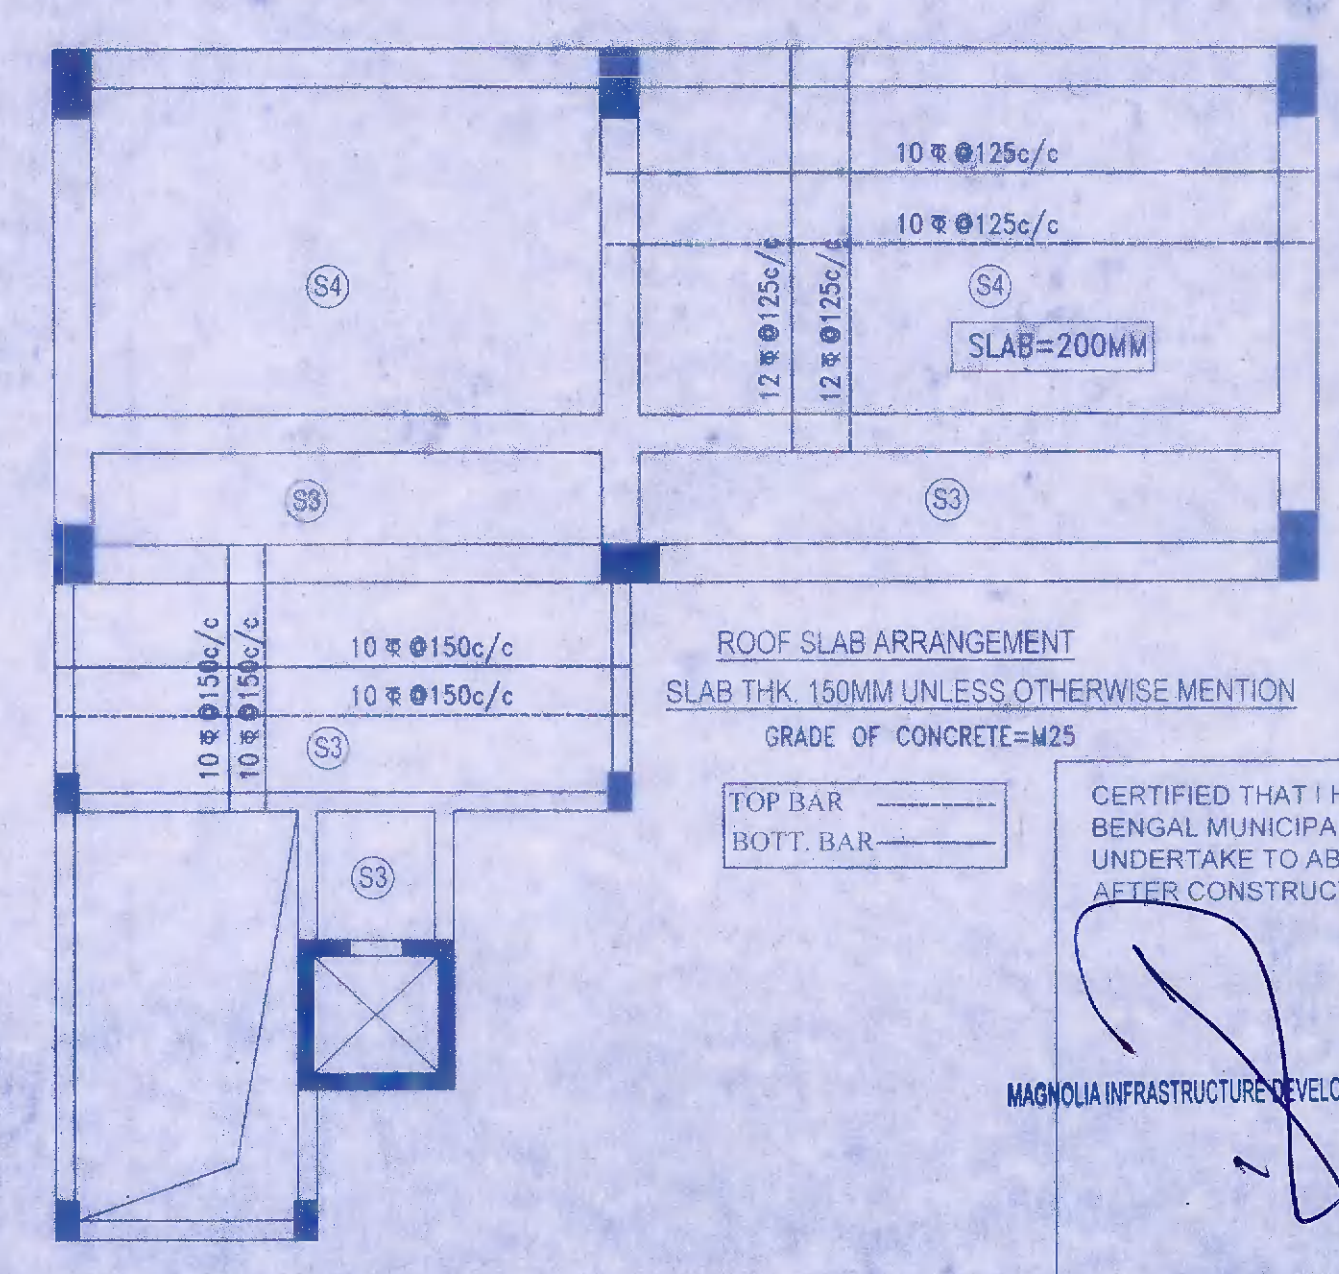 10 क @125c/c
10 क @125c/c
12 क @125c/c
12 क @125c/c
S4
S4
SLAB=200MM
S3
S3
10 क @150c/c
10 क @150c/c
10 क @150c/c
10 क @150c/c
S3
ROOF SLAB ARRANGEMENT
SLAB THK. 150MM UNLESS OTHERWISE MENTION
GRADE OF CONCRETE=M25
TOP BAR
BOTT. BAR
S3
CERTIFIED THAT I H
BENGAL MUNICIPA
UNDERTAKE TO AB
AFTER CONSTRUCT
MAGNOLIA INFRASTRUCTURE DEVELO